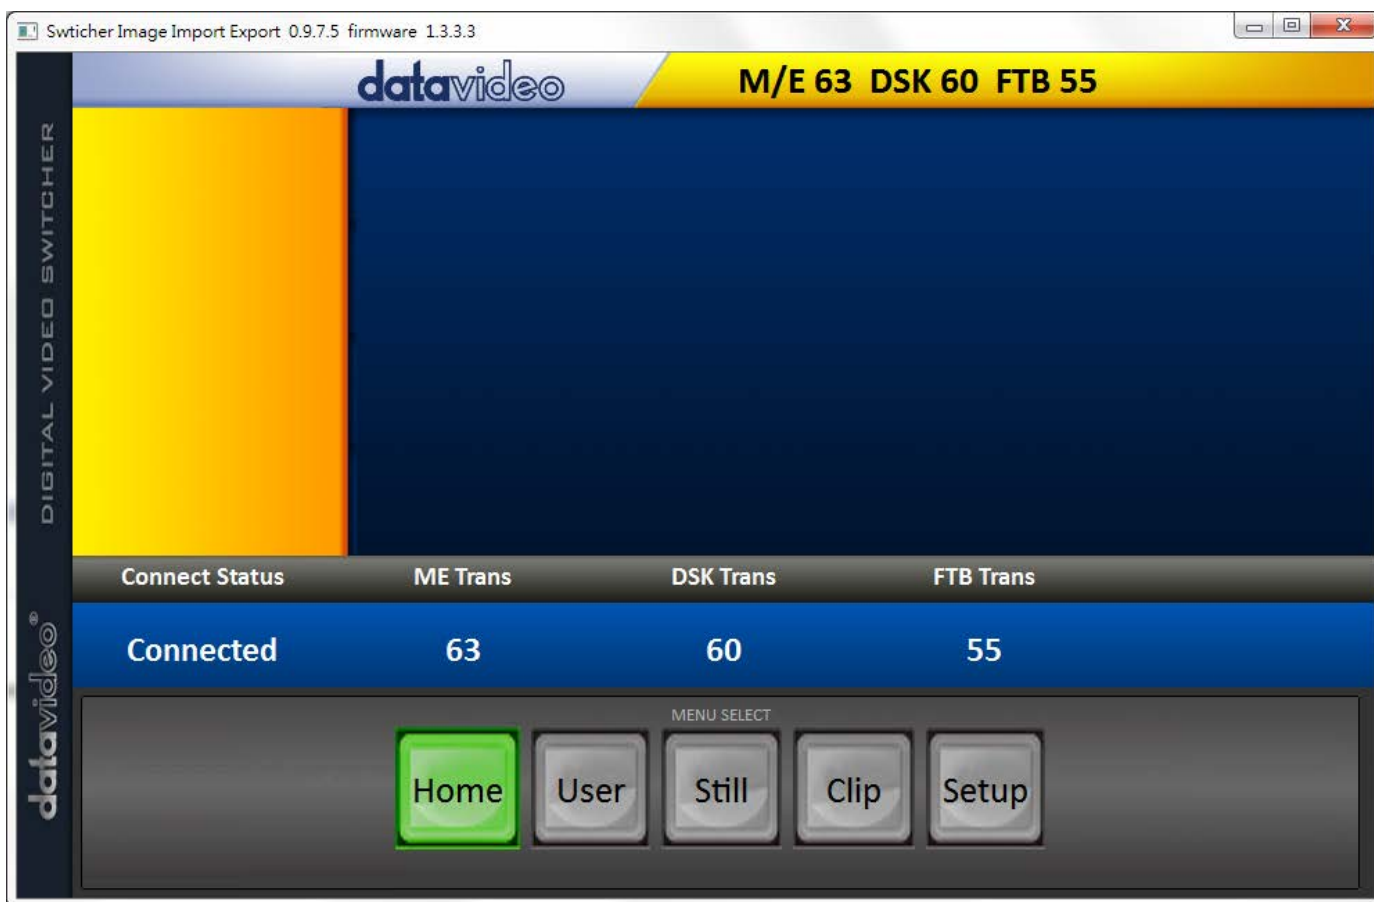 Swticher Image Import Export 0.9.7.5 firmware 1.3.3.3
datavideo
M/E 63 DSK 60 FTB 55
DIGITAL VIDEO SWITCHER
datavideo®
Connect Status ME Trans DSK Trans FTB Trans
Connected 63 60 55
MENU SELECT
Home User Still Clip Setup